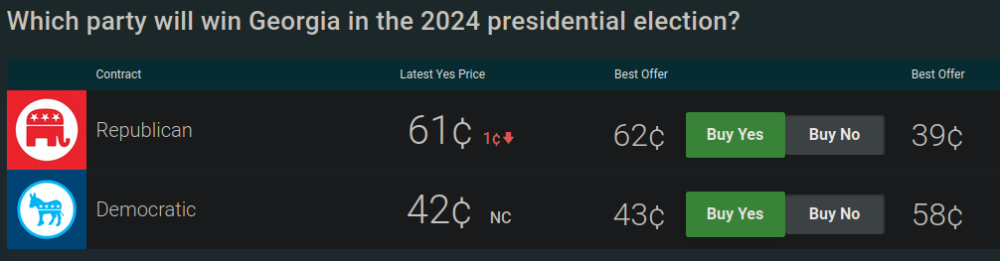 Which party will win Georgia in the 2024 presidential election?
Contract Latest Yes Price Best Offer Best Offer
Republican 61¢ 1¢ 62¢ Buy Yes Buy No 39¢
Democratic 42¢ NC 43¢ Buy Yes Buy No 58¢